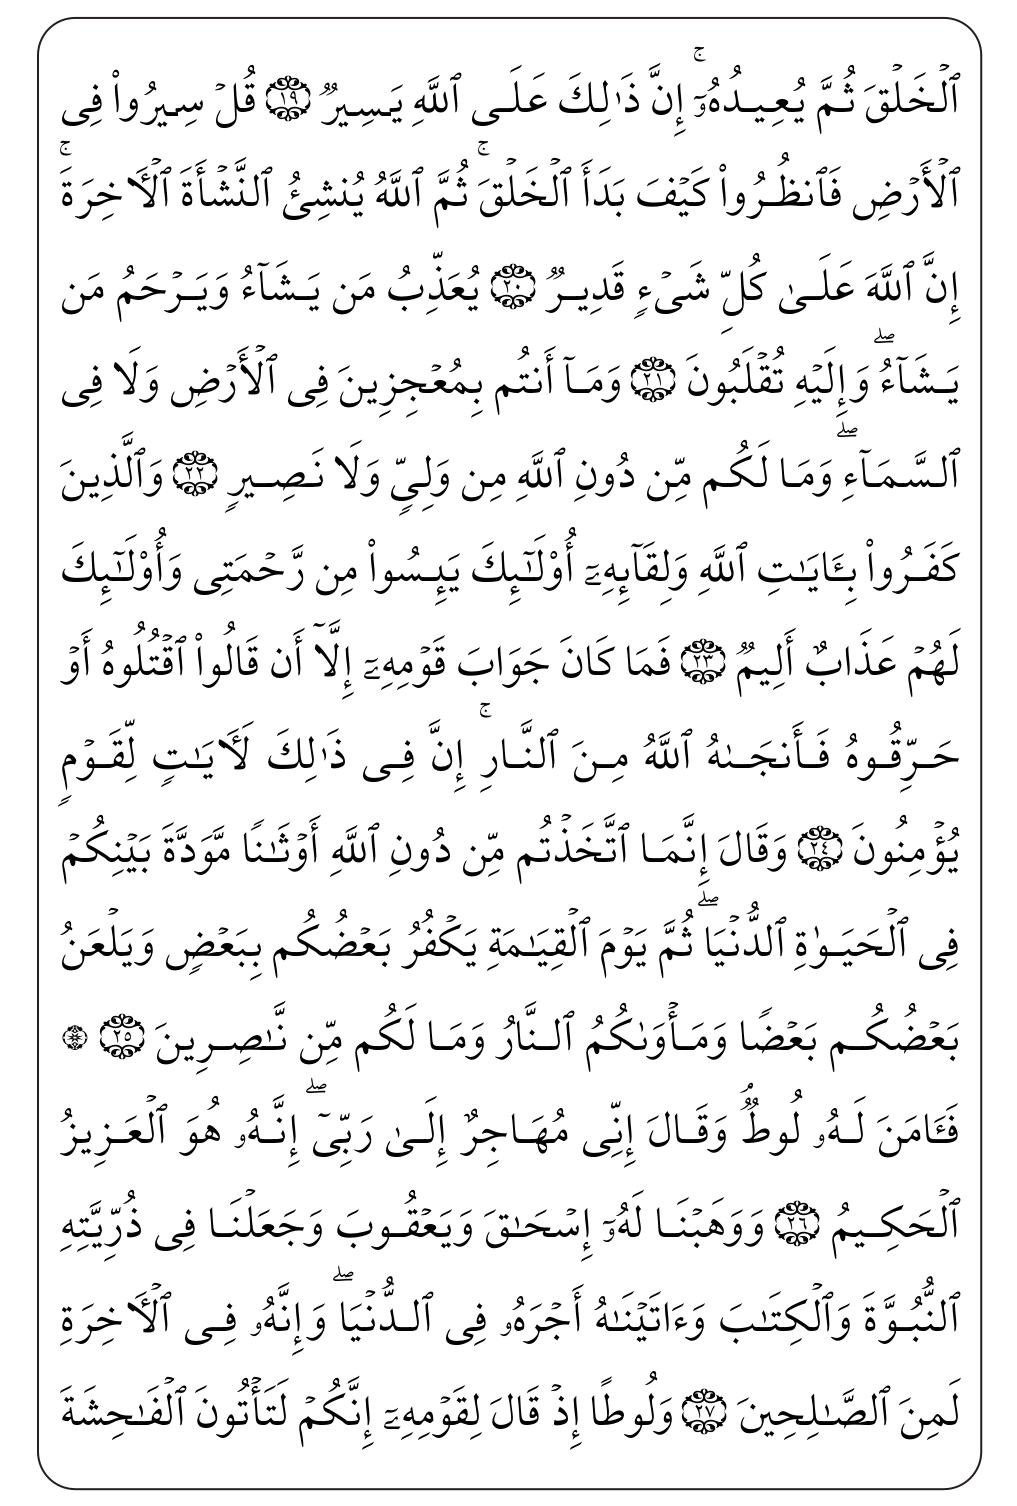 ٱلۡخَلۡقَ ثُمَّ يُعِيدُهُۥٓۚ إِنَّ ذَٰلِكَ عَلَى ٱللَّهِ يَسِيرٞ ١٩ قُلۡ سِيرُواْ فِي
ٱلۡأَرۡضِ فَٱنظُرُواْ كَيۡفَ بَدَأَ ٱلۡخَلۡقَۚ ثُمَّ ٱللَّهُ يُنشِئُ ٱلنَّشۡأَةَ ٱلۡأٓخِرَةَۚ
إِنَّ ٱللَّهَ عَلَىٰ كُلِّ شَيۡءٖ قَدِيرٞ ٢٠ يُعَذِّبُ مَن يَشَآءُ وَيَرۡحَمُ مَن
يَشَآءُۖ وَإِلَيۡهِ تُقۡلَبُونَ ٢١ وَمَآ أَنتُم بِمُعۡجِزِينَ فِي ٱلۡأَرۡضِ وَلَا فِي
ٱلسَّمَآءِۖ وَمَا لَكُم مِّن دُونِ ٱللَّهِ مِن وَلِيّٖ وَلَا نَصِيرٖ ٢٢ وَٱلَّذِينَ
كَفَرُواْ بِـَٔايَٰتِ ٱللَّهِ وَلِقَآئِهِۦٓ أُوْلَٰٓئِكَ يَئِسُواْ مِن رَّحۡمَتِي وَأُوْلَٰٓئِكَ
لَهُمۡ عَذَابٌ أَلِيمٞ ٢٣ فَمَا كَانَ جَوَابَ قَوۡمِهِۦٓ إِلَّآ أَن قَالُواْ ٱقۡتُلُوهُ أَوۡ
حَرِّقُوهُ فَأَنجَىٰهُ ٱللَّهُ مِنَ ٱلنَّارِۚ إِنَّ فِي ذَٰلِكَ لَأٓيَٰتٖ لِّقَوۡمٖ
يُؤۡمِنُونَ ٢٤ وَقَالَ إِنَّمَا ٱتَّخَذۡتُم مِّن دُونِ ٱللَّهِ أَوۡثَٰنٗا مَّوَدَّةَ بَيۡنِكُمۡ
فِي ٱلۡحَيَوٰةِ ٱلدُّنۡيَاۖ ثُمَّ يَوۡمَ ٱلۡقِيَٰمَةِ يَكۡفُرُ بَعۡضُكُم بِبَعۡضٖ وَيَلۡعَنُ
بَعۡضُكُم بَعۡضٗا وَمَأۡوَىٰكُمُ ٱلنَّارُ وَمَا لَكُم مِّن نَّٰصِرِينَ ٢٥ ۞
فَـَٔامَنَ لَهُۥ لُوطٞۘ وَقَالَ إِنِّي مُهَاجِرٌ إِلَىٰ رَبِّيٓۖ إِنَّهُۥ هُوَ ٱلۡعَزِيزُ
ٱلۡحَكِيمُ ٢٦ وَوَهَبۡنَا لَهُۥٓ إِسۡحَٰقَ وَيَعۡقُوبَ وَجَعَلۡنَا فِي ذُرِّيَّتِهِ
ٱلنُّبُوَّةَ وَٱلۡكِتَٰبَ وَءَاتَيۡنَٰهُ أَجۡرَهُۥ فِي ٱلدُّنۡيَاۖ وَإِنَّهُۥ فِي ٱلۡأٓخِرَةِ
لَمِنَ ٱلصَّٰلِحِينَ ٢٧ وَلُوطًا إِذۡ قَالَ لِقَوۡمِهِۦٓ إِنَّكُمۡ لَتَأۡتُونَ ٱلۡفَٰحِشَةَ